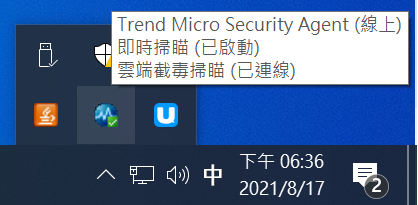 Trend Micro Security Agent (線上)
即時掃瞄 (已啟動)
雲端截毒掃瞄 (已連線)
中
下午 06:36
2021/8/17
2